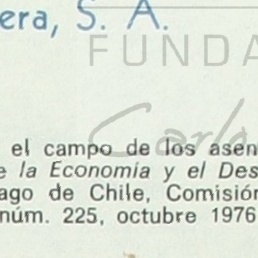 era, S. A.
FUNDA
Carlo
el campo de los asen
e la Economía y el Des
ago de Chile, Comisión
núm. 225, octubre 1976